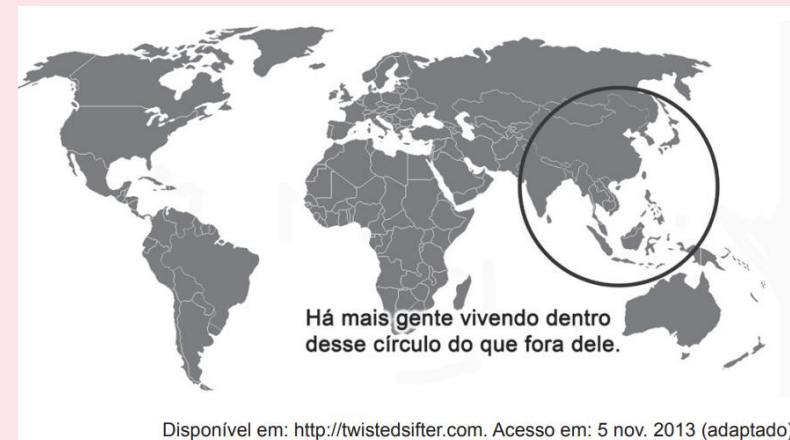 Há mais gente vivendo dentro
desse círculo do que fora dele.
Disponível em: http://twistedsifter.com. Acesso em: 5 nov. 2013 (adaptado)